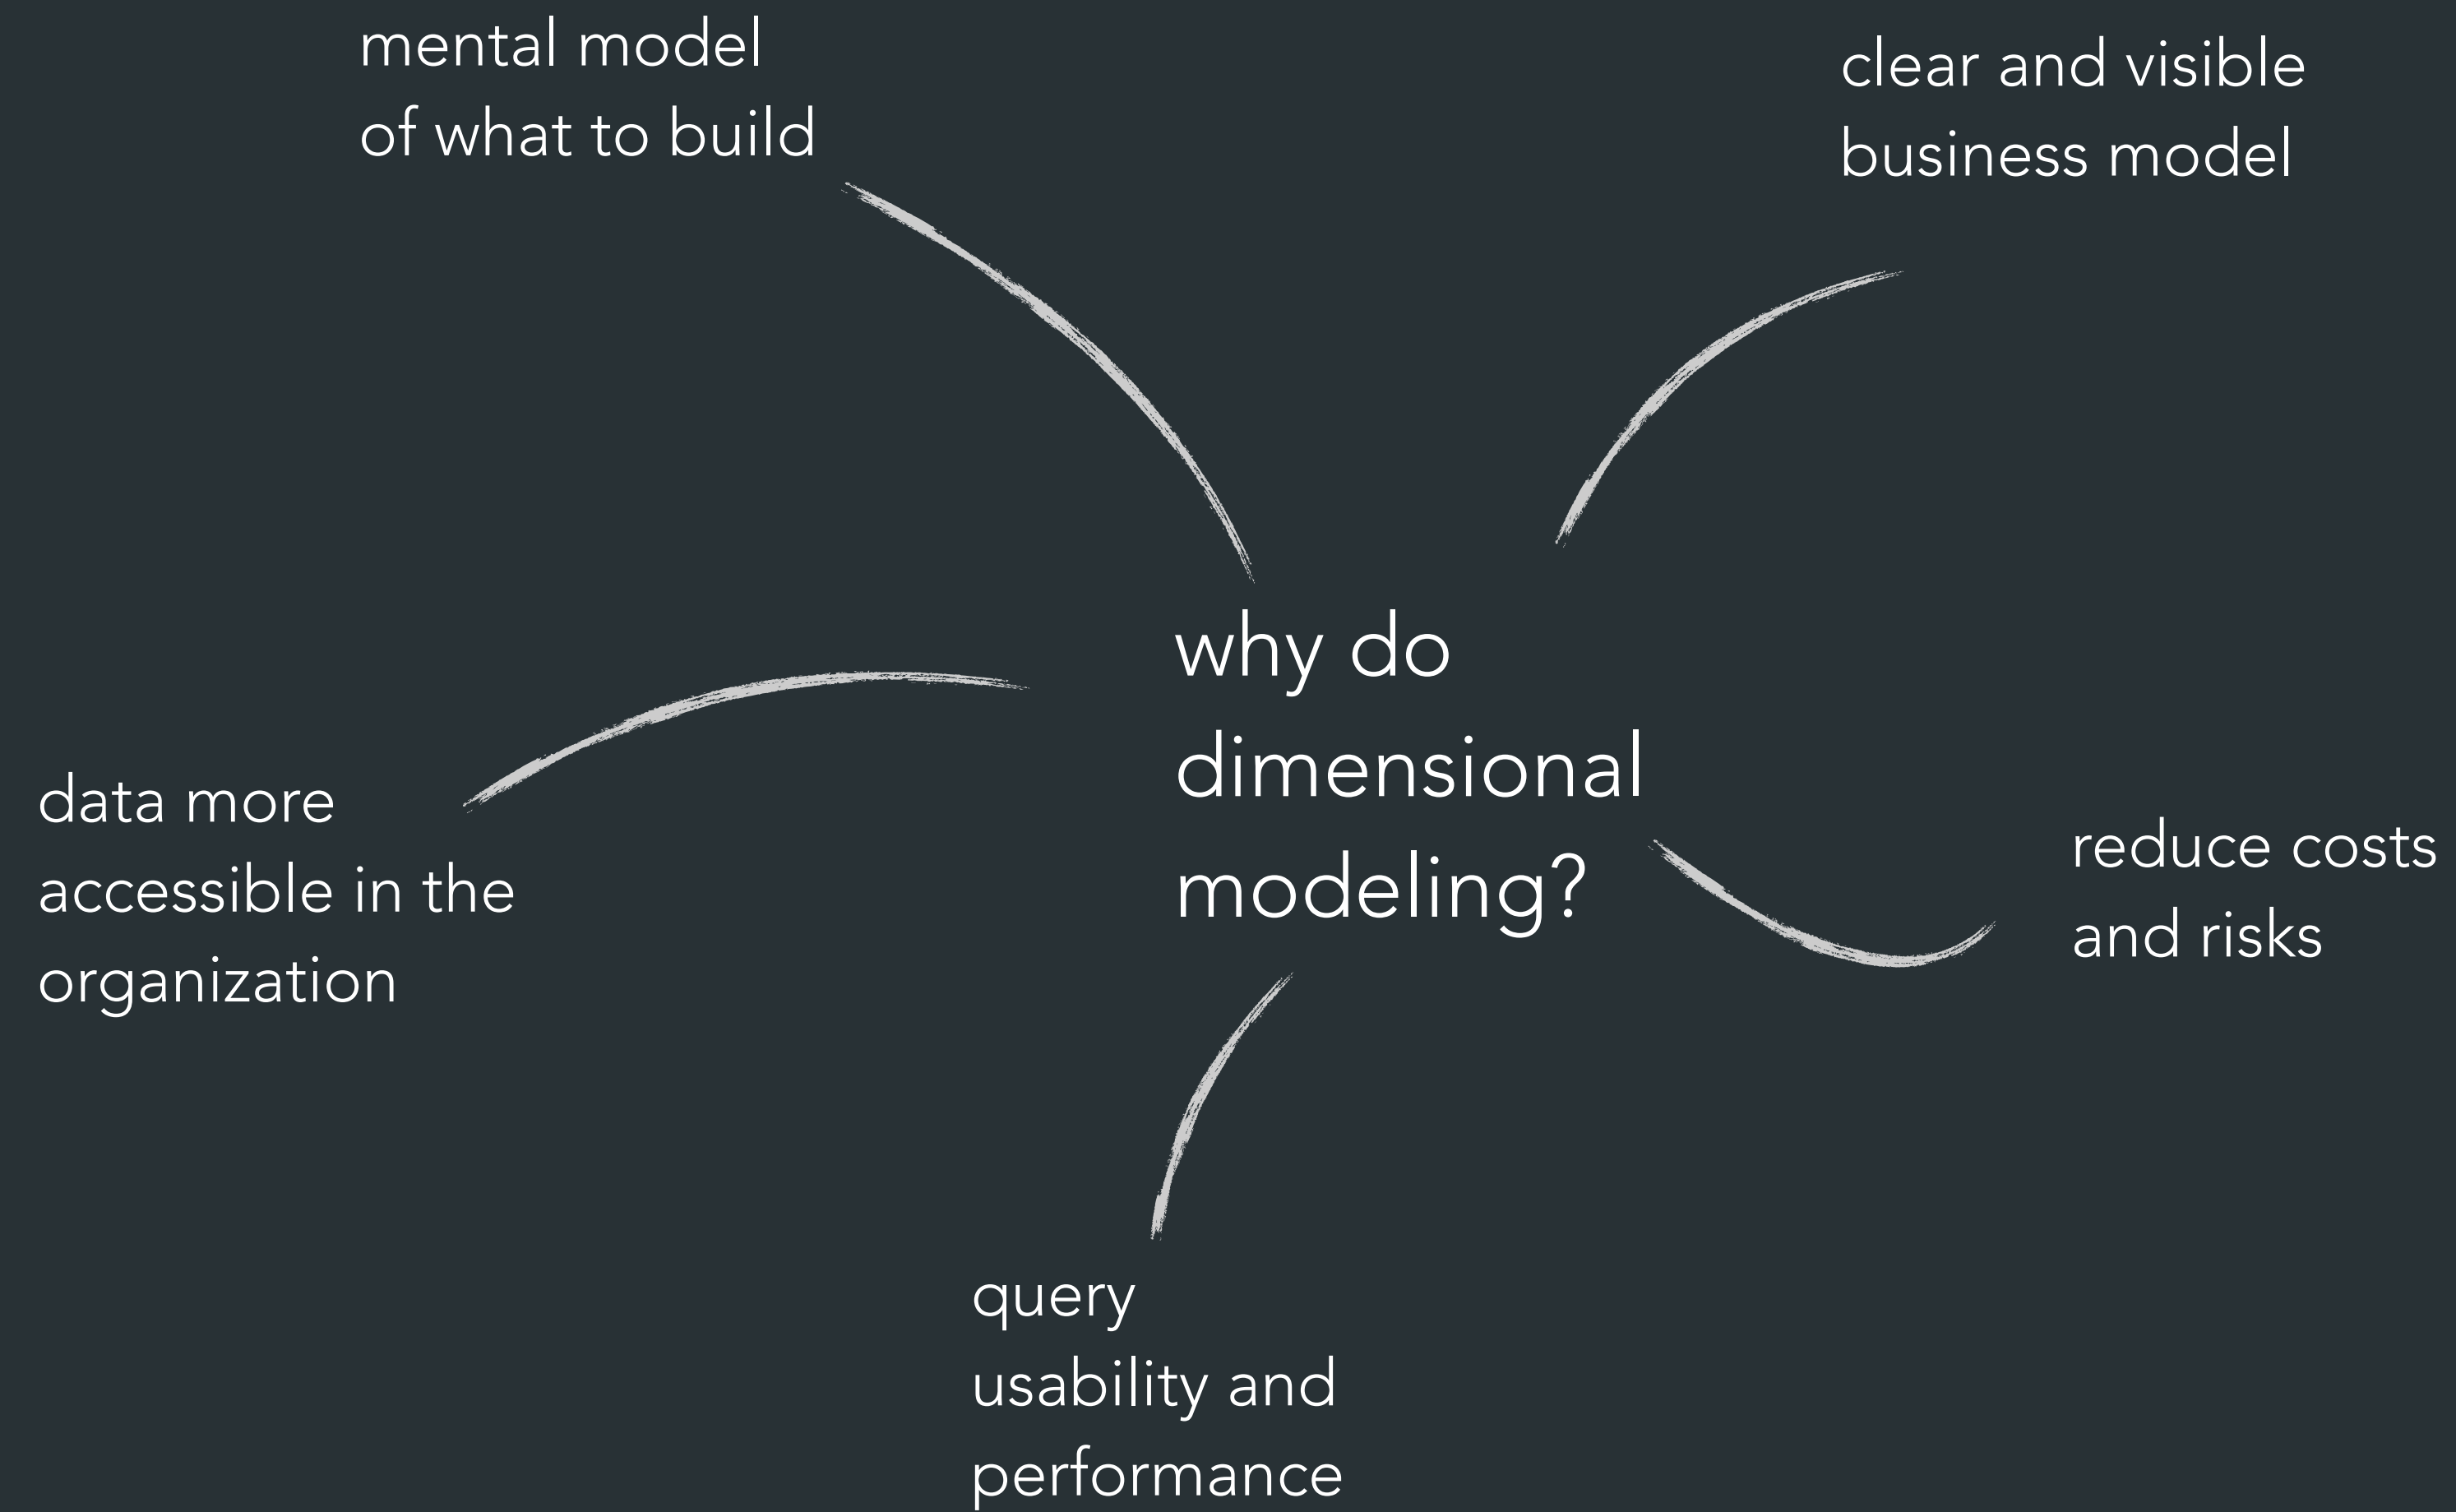 mental model
of what to build
clear and visible
business model
why do
dimensional
modeling?
data more
accessible in the
organization
reduce costs
and risks
query
usability and
performance